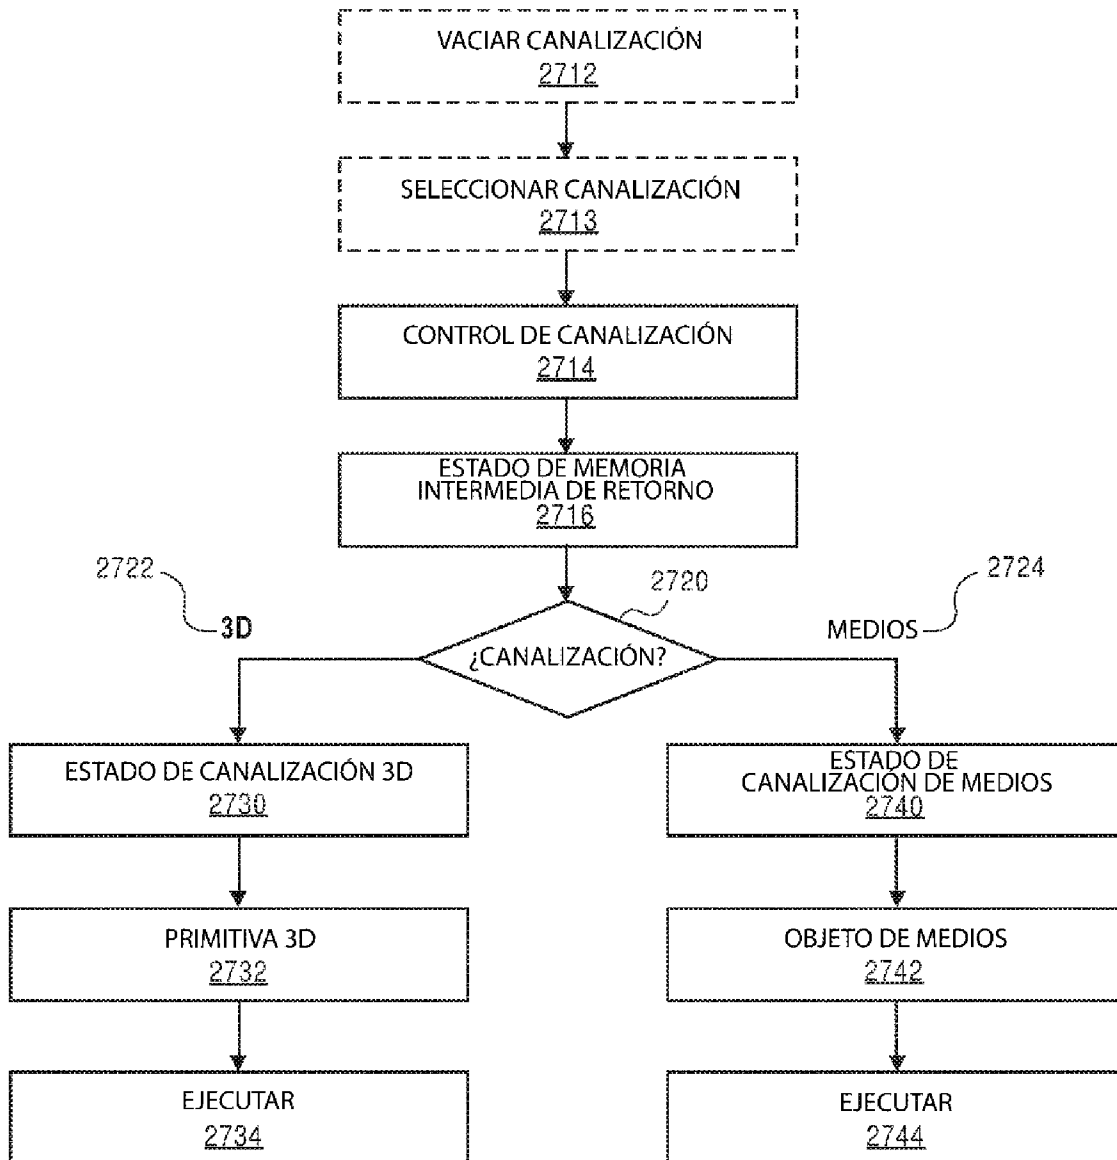 VACIAR CANALIZACIÓN
2712
SELECCIONAR CANALIZACIÓN
2713
CONTROL DE CANALIZACIÓN
2714
ESTADO DE MEMORIA
INTERMEDIA DE RETORNO
2716
2722
2720
2724
3D
MEDIOS
¿CANALIZACIÓN?
ESTADO DE CANALIZACIÓN 3D
2730
ESTADO DE
CANALIZACIÓN DE MEDIOS
2740
PRIMITIVA 3D
2732
OBJETO DE MEDIOS
2742
EJECUTAR
2734
EJECUTAR
2744